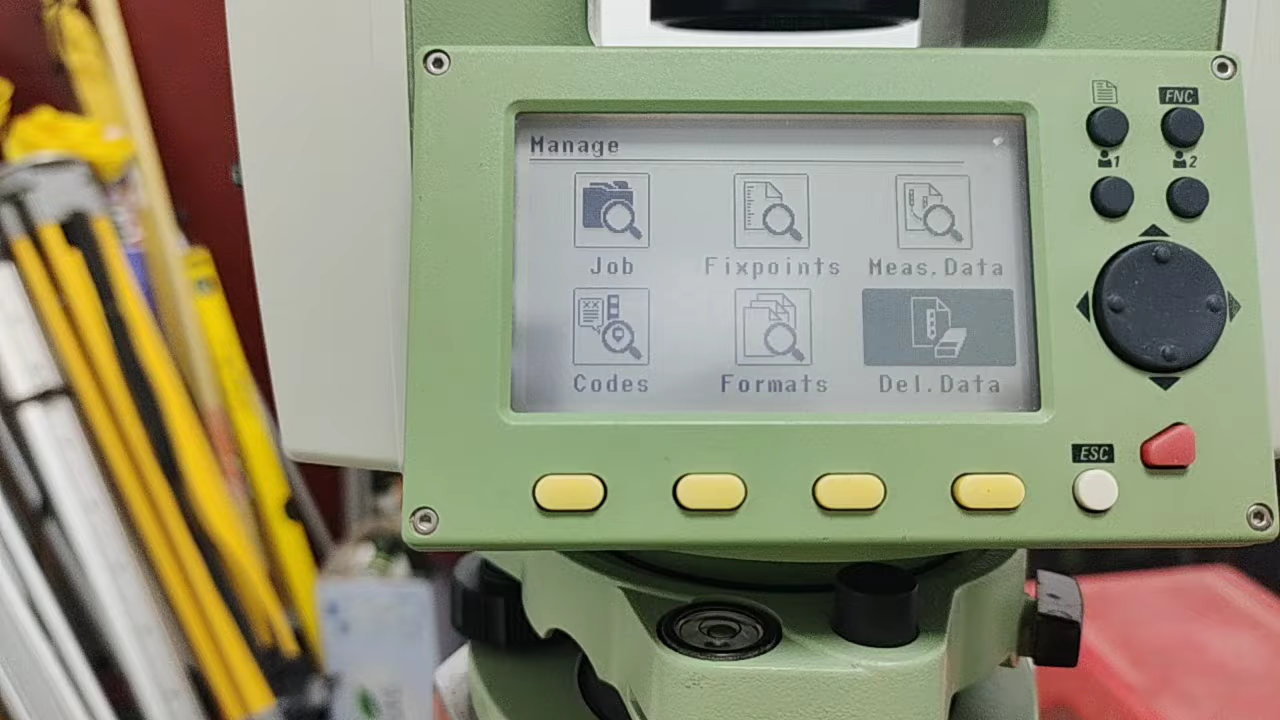 FNC
1
2
Manage
Job
Fixpoints
Meas.Data
Codes
Formats
Del.Data
ESC